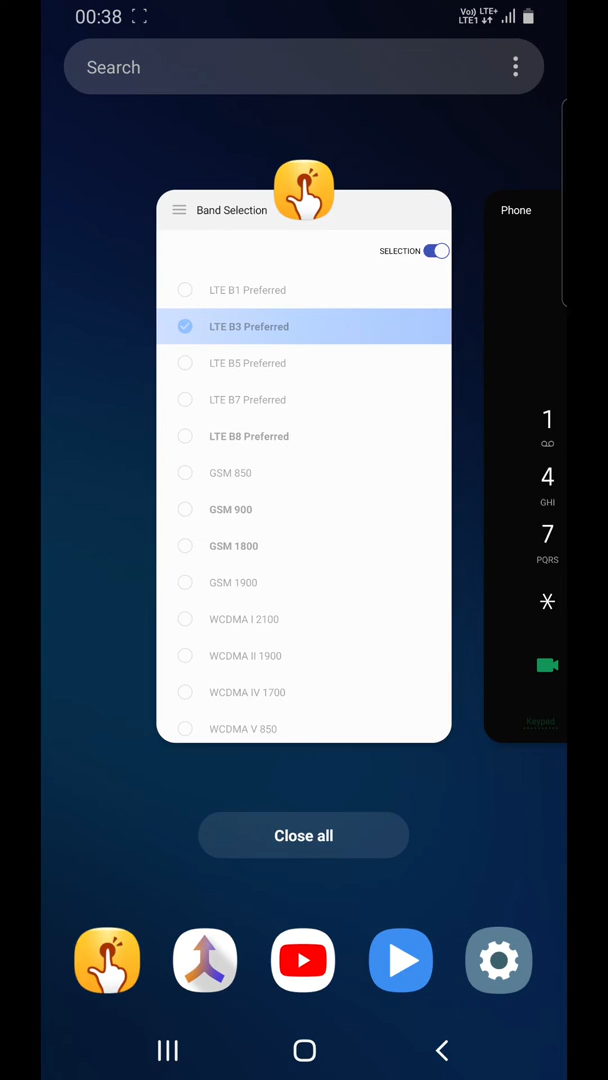 00:38
Vo)) LTE+
LTE1
Search
Band Selection
Phone
SELECTION
LTE B1 Preferred
LTE B3 Preferred
LTE B5 Preferred
LTE B7 Preferred
LTE B8 Preferred
GSM 850
GSM 900
GSM 1800
GSM 1900
WCDMA I 2100
WCDMA II 1900
WCDMA IV 1700
WCDMA V 850
1
4
GHI
7
PQRS
Keypad
Close all